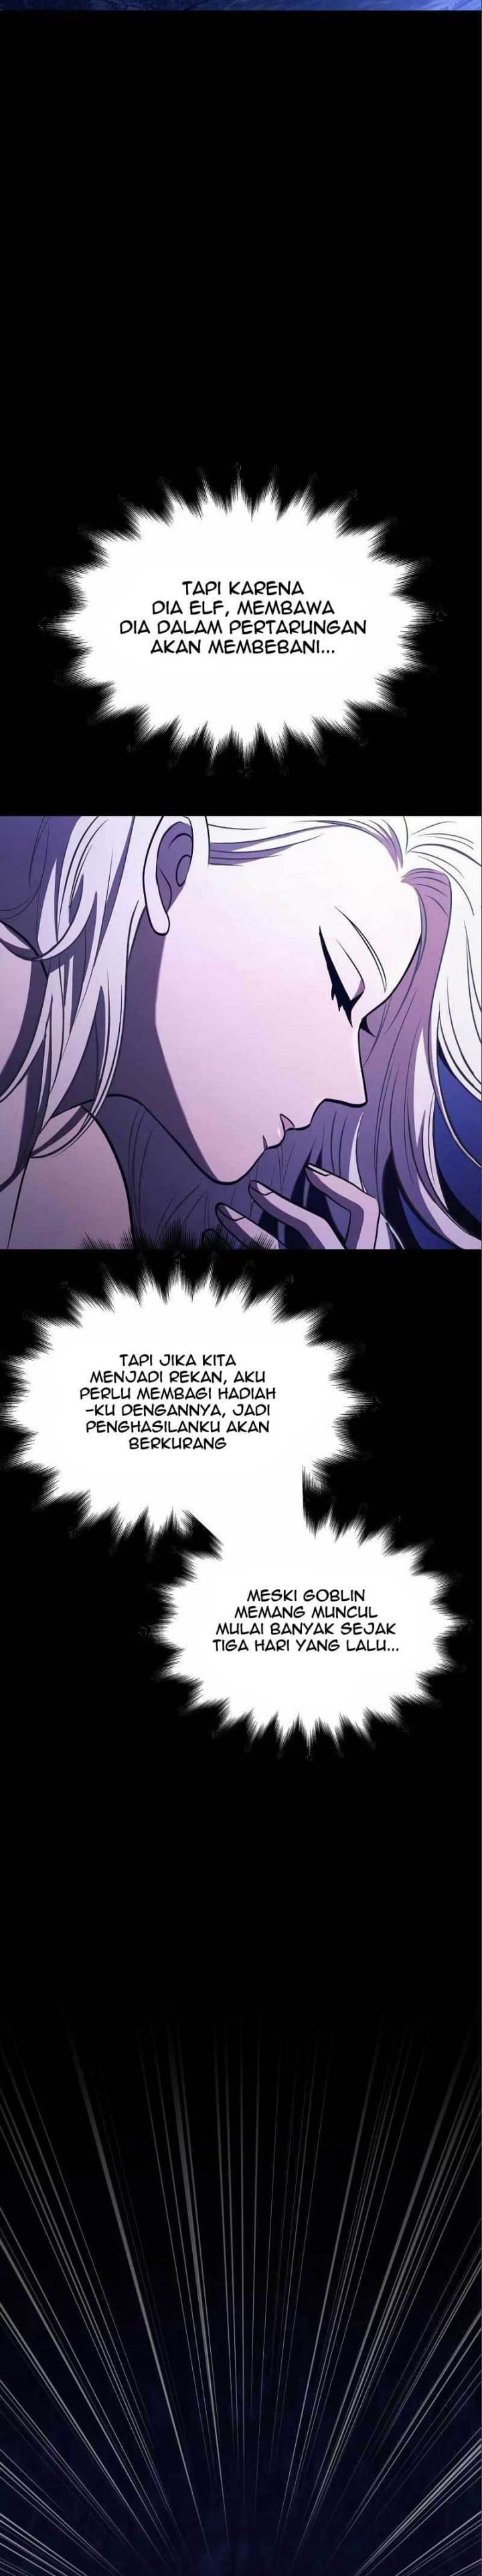 TAPI KARENA
DIA ELF, MEMBAWA
DIA DALAM PERTARUNGAN
AKAN MEMBEBANI...
TAPI JIKA KITA
MENJADI REKAN, AKU
PERLU MEMBAGI HADIAH
-KU DENGANNYA, JADI
PENGHASILANKU AKAN
BERKURANG
MESKI GOBLIN
MEMANG MUNCUL
MULAI BANYAK SEJAK
TIGA HARI YANG LALU...